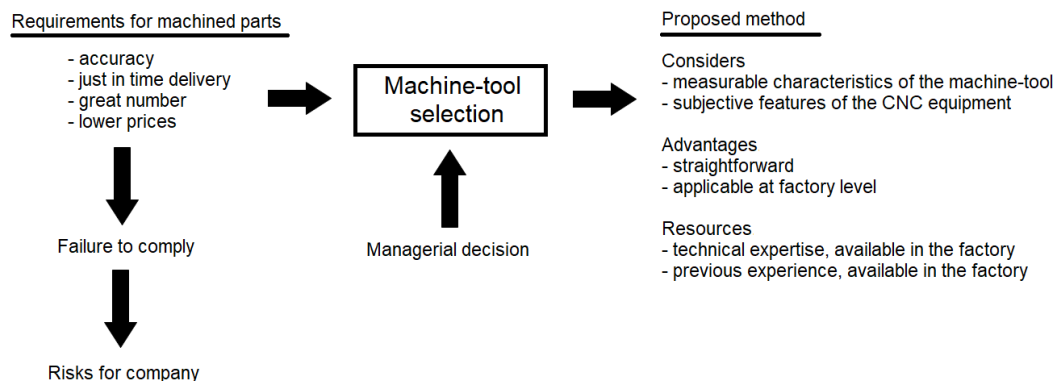 Requirements for machined parts
- accuracy
- just in time delivery
- great number
- lower prices
Failure to comply
Risks for company
Machine-tool
selection
Managerial decision
Proposed method
Considers
- measurable characteristics of the machine-tool
- subjective features of the CNC equipment
Advantages
- straightforward
- applicable at factory level
Resources
- technical expertise, available in the factory
- previous experience, available in the factory